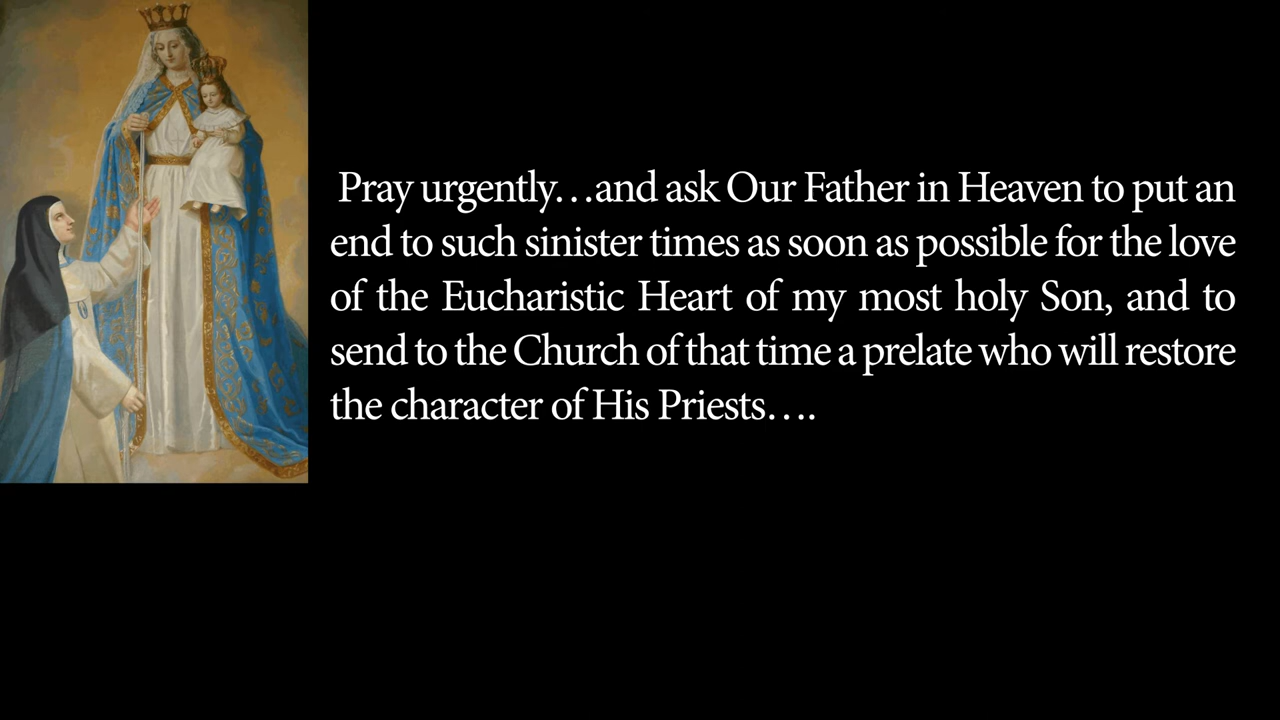 Pray urgently…and ask Our Father in Heaven to put an
end to such sinister times as soon as possible for the love
of the Eucharistic Heart of my most holy Son, and to
send to the Church of that time a prelate who will restore
the character of His Priests….